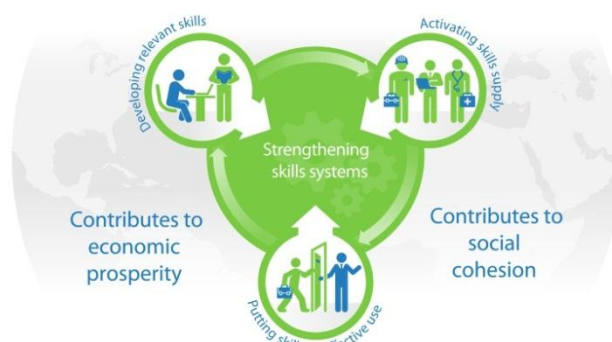 Developing relevant skills
Activating skills supply
Strengthening
skills systems
Contributes to
economic
prosperity
Contributes to
social
cohesion
Putting use